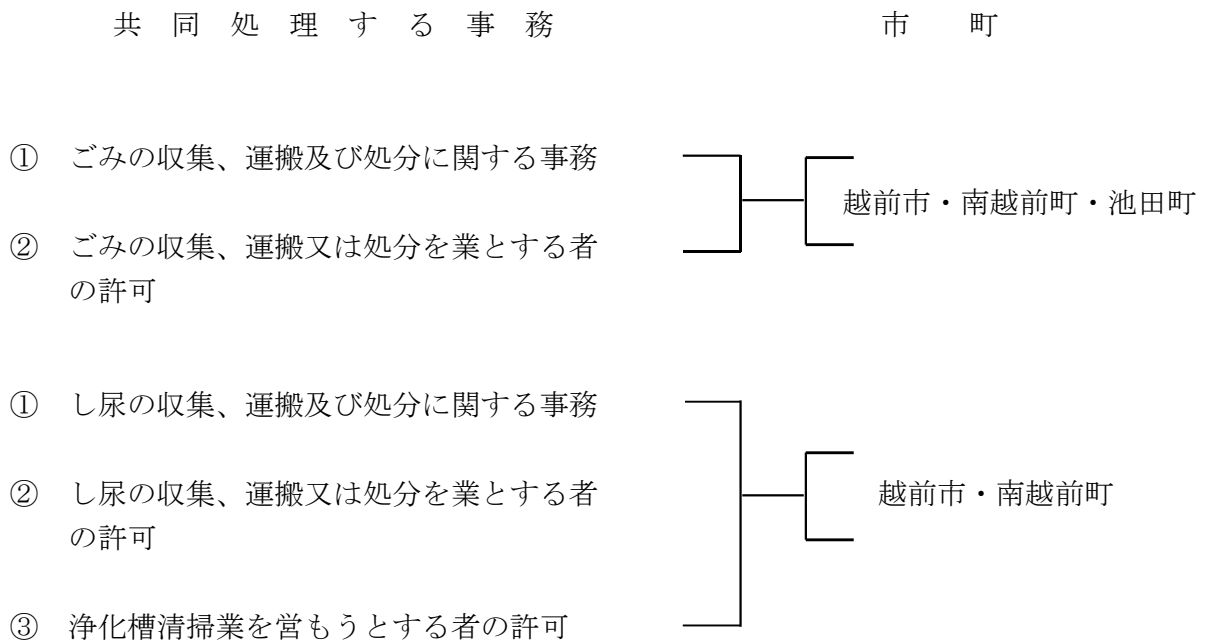 共同処理する事務 市町
① ごみの収集、運搬及び処分に関する事務
越前市・南越前町・池田町
② ごみの収集、運搬又は処分を業とする者
の許可
① し尿の収集、運搬及び処分に関する事務
② し尿の収集、運搬又は処分を業とする者 越前市・南越前町
の許可
③ 浄化槽清掃業を営もうとする者の許可